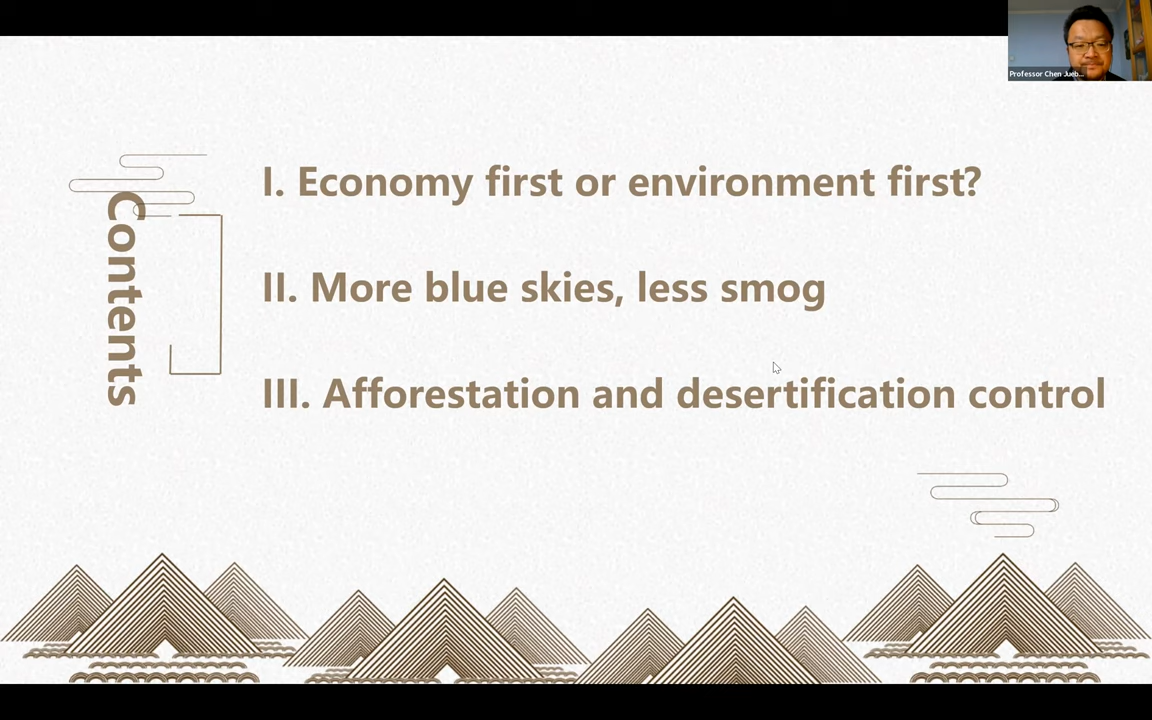 Professor Chen Jueb...
Contents
I. Economy first or environment first?
II. More blue skies, less smog
III. Afforestation and desertification control